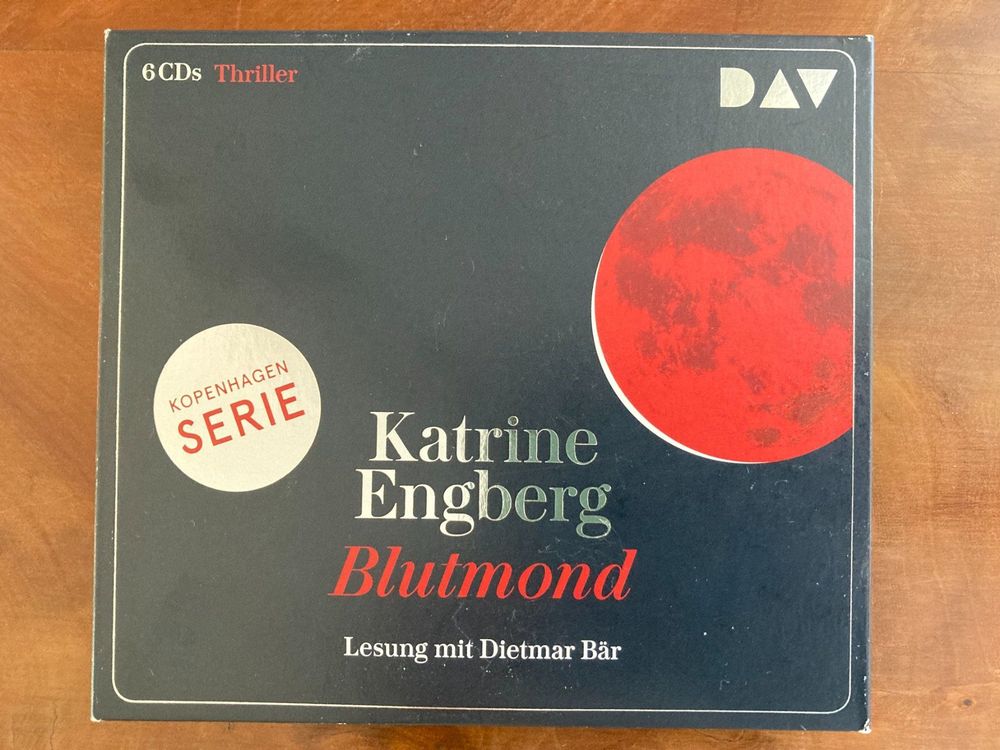 6 CDs Thriller
DAV
KOPENHAGEN
SERIE
Katrine
Engberg
Blutmond
Lesung mit Dietmar Bär